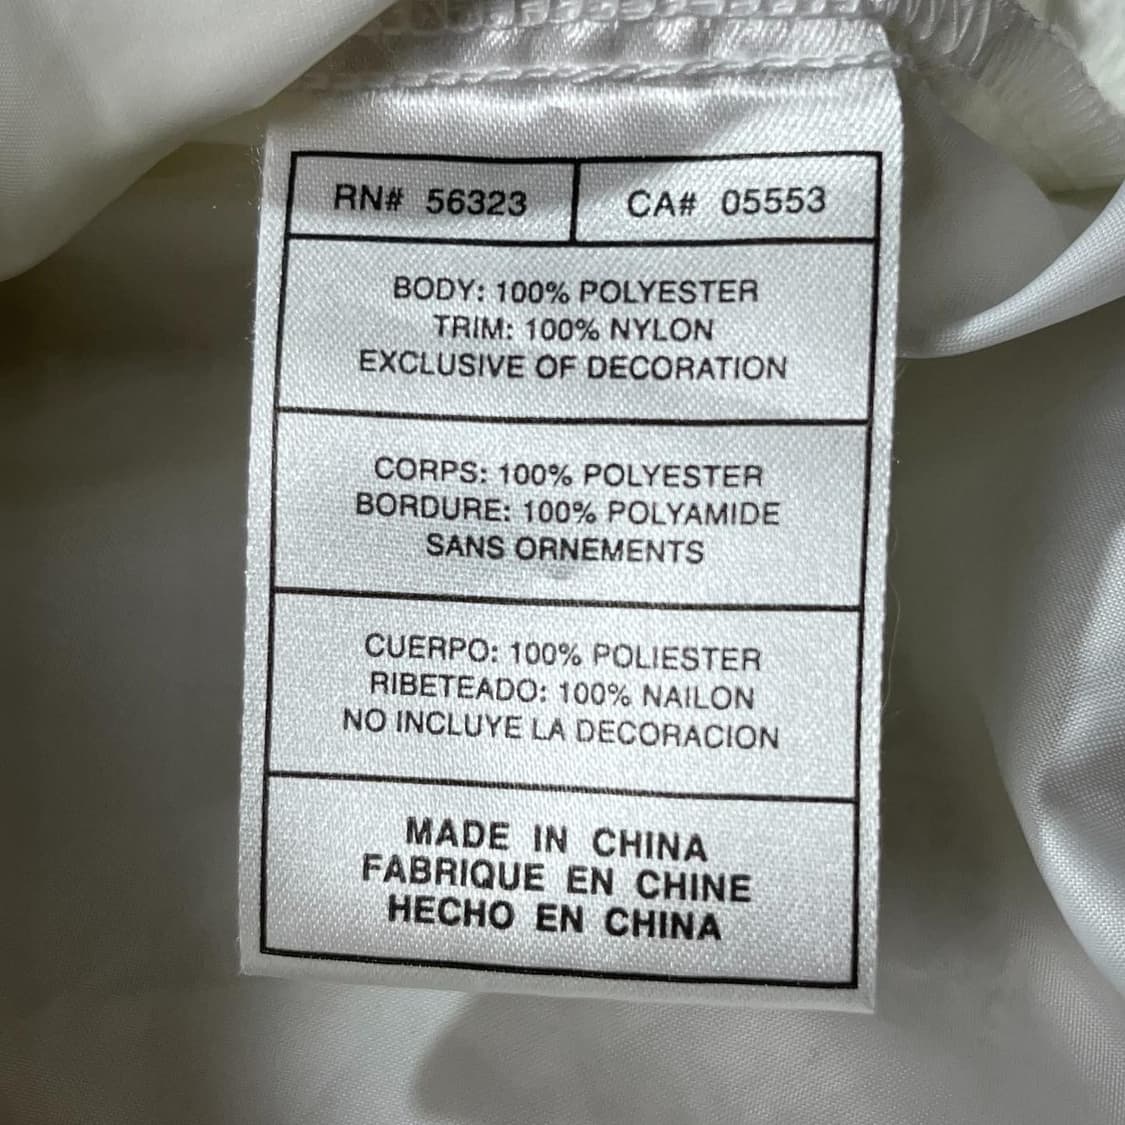 RN# 56323
CA# 05553
BODY: 100% POLYESTER
TRIM: 100% NYLON
EXCLUSIVE OF DECORATION
CORPS: 100% POLYESTER
BORDURE: 100% POLYAMIDE
SANS ORNEMENTS
CUERPO: 100% POLIESTER
RIBETEADO: 100% NAILON
NO INCLUYE LA DECORACION
MADE IN CHINA
FABRIQUE EN CHINE
HECHO EN CHINA